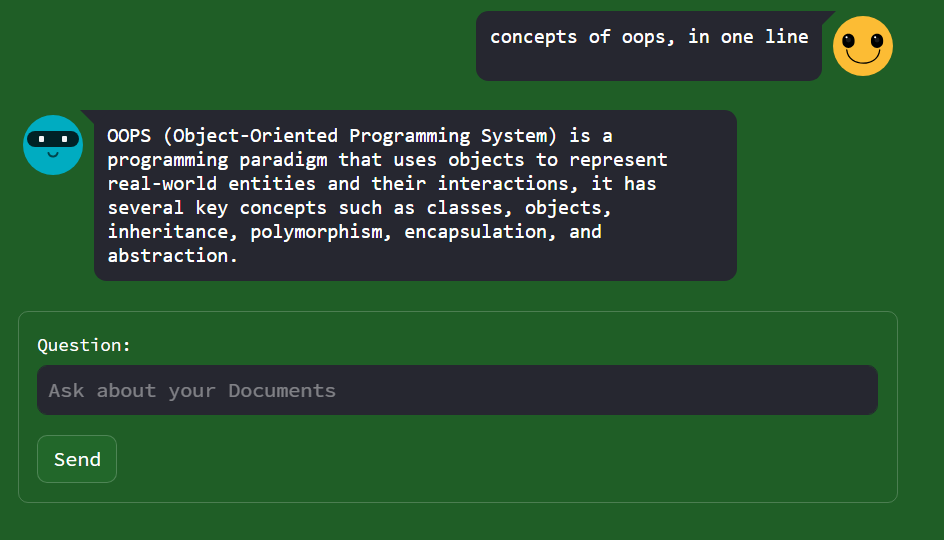 concepts of oops, in one line
OOPS (Object-Oriented Programming System) is a
programming paradigm that uses objects to represent
real-world entities and their interactions, it has
several key concepts such as classes, objects,
inheritance, polymorphism, encapsulation, and
abstraction.
Question:
Ask about your Documents
Send